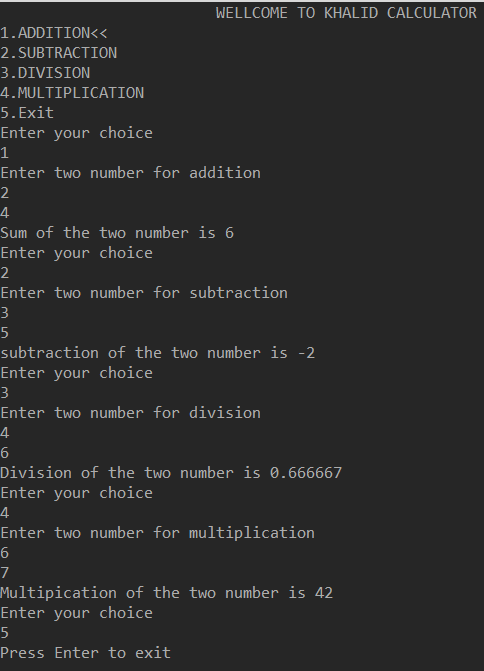 WELLCOME TO KHALID CALCULATOR
1.ADDITION<<
2.SUBTRACTION
3.DIVISION
4.MULTIPLICATION
5.Exit
Enter your choice
1
Enter two number for addition
2
4
Sum of the two number is 6
Enter your choice
2
Enter two number for subtraction
3
5
subtraction of the two number is -2
Enter your choice
3
Enter two number for division
4
6
Division of the two number is 0.666667
Enter your choice
4
Enter two number for multiplication
6
7
Multipication of the two number is 42
Enter your choice
5
Press Enter to exit